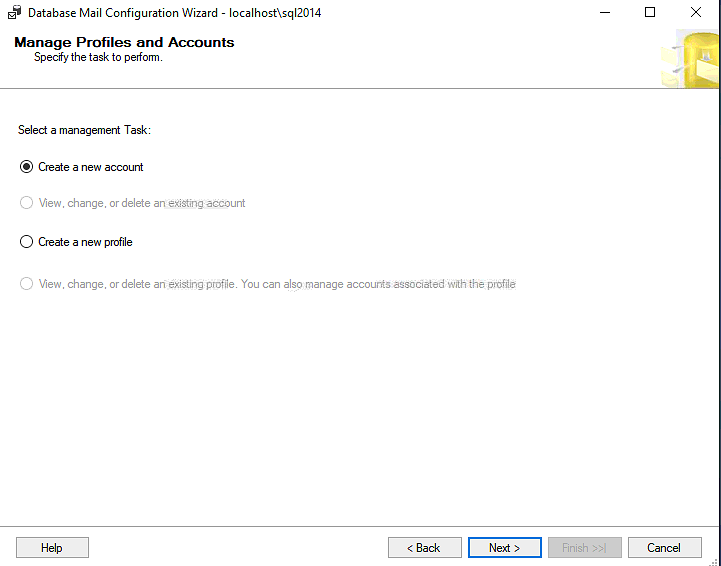 Database Mail Configuration Wizard - localhost\sql2014
Manage Profiles and Accounts
Specify the task to perform.
Select a management Task:
Create a new account
View, change, or delete an existing account
Create a new profile
View, change, or delete an existing profile. You can also manage accounts associated with the profile
Help
< Back
Next >
Finish >>|
Cancel